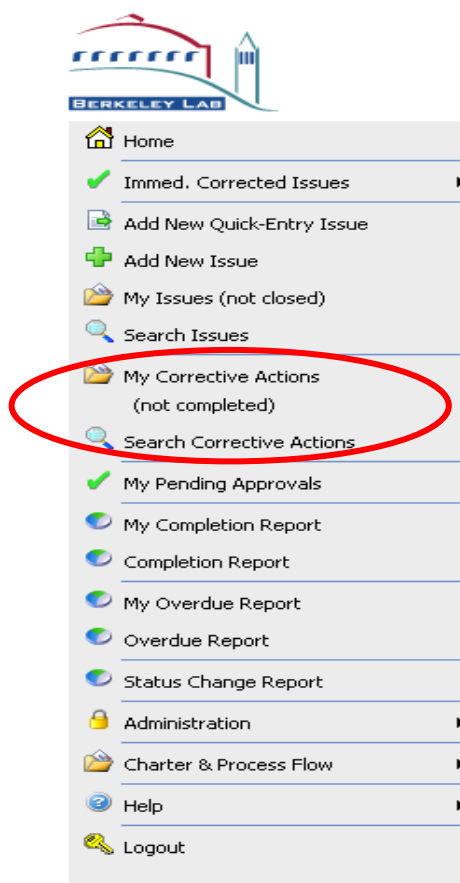 BERKELEY LAB
Home
Immed. Corrected Issues
Add New Quick-Entry Issue
Add New Issue
My Issues (not closed)
Search Issues
My Corrective Actions
(not completed)
Search Corrective Actions
My Pending Approvals
My Completion Report
Completion Report
My Overdue Report
Overdue Report
Status Change Report
Administration
Charter & Process Flow
Help
Logout